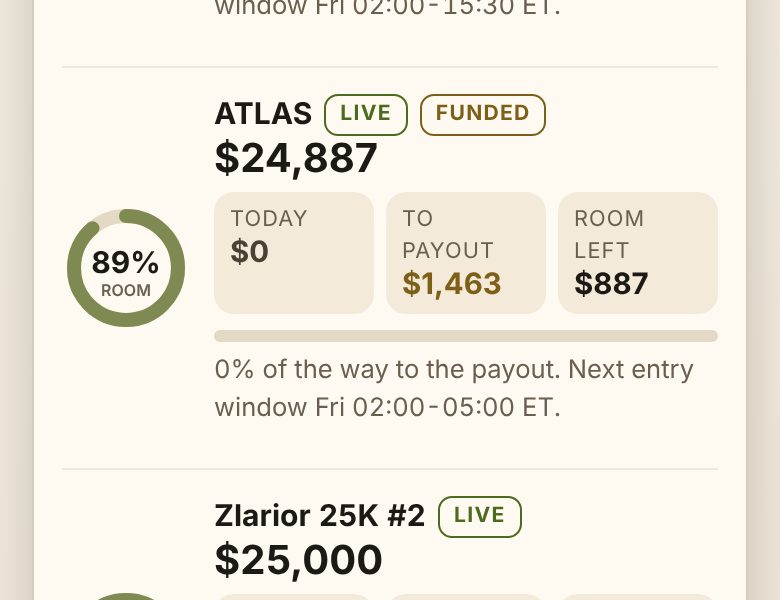 window Fri 02:00-15:30 ET.
ATLAS LIVE FUNDED
$24,887
89%
ROOM
TODAY
$0
TO
PAYOUT
$1,463
ROOM
LEFT
$887
0% of the way to the payout. Next entry
window Fri 02:00-05:00 ET.
Zlarior 25K #2 LIVE
$25,000